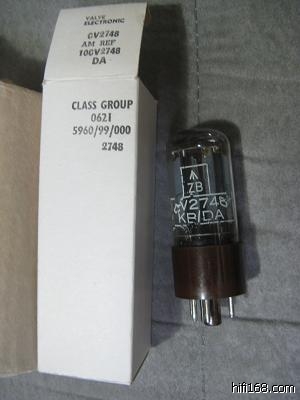 VALVE
ELECTRONIC
CV2748
AM REF
10CV2748
DA
CLASS GROUP
0621
5960/99/000
2748
ZB
CV2748
KB/DA
hifi168.com